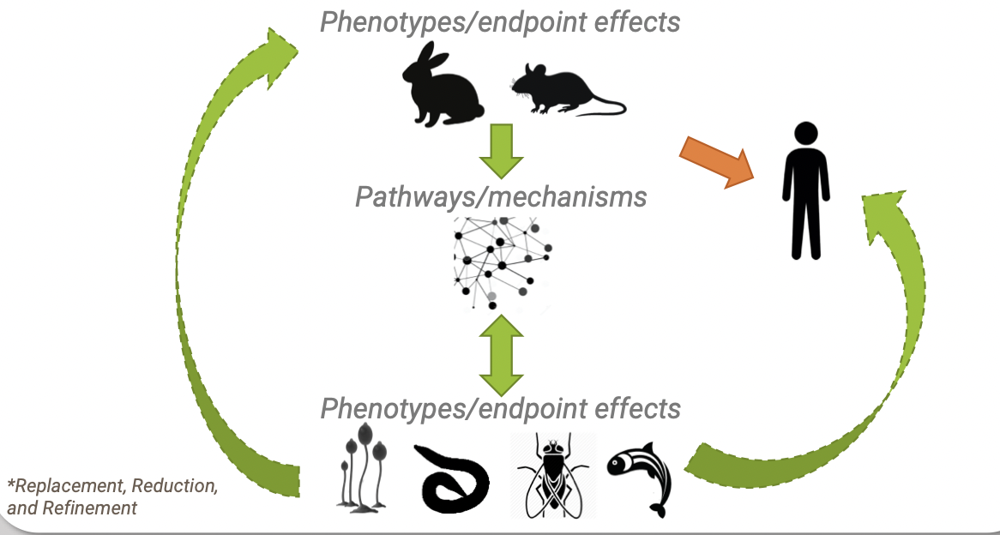 Phenotypes/endpoint effects
Pathways/mechanisms
Phenotypes/endpoint effects
*Replacement, Reduction,
and Refinement